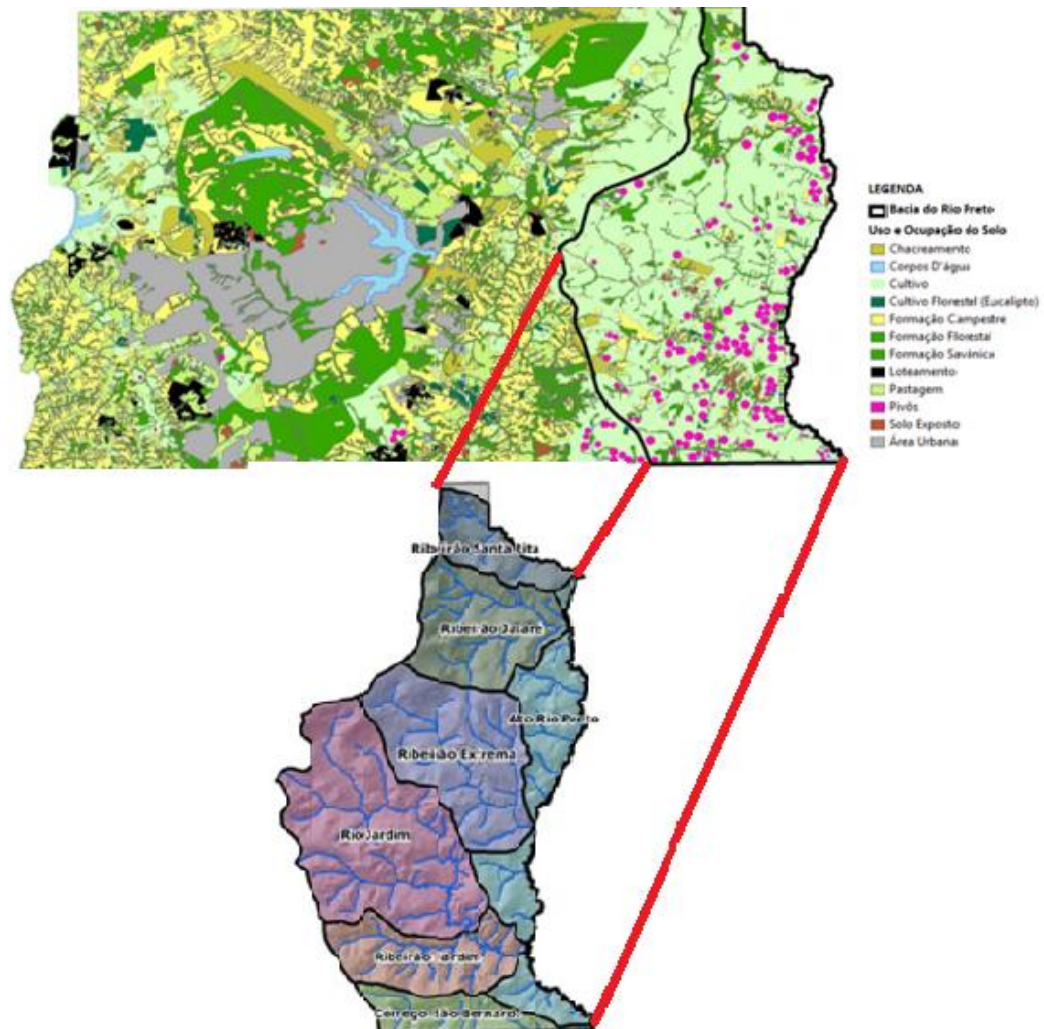 LEGENDA
Bacia do Rio Preto
Uso e Ocupação do Solo
Chacreamento
Corpos D'água
Cultivo
Cultivo Florestal (Eucalipto)
Formação Campestre
Formação Florestal
Formação Savânica
Loteamento
Pastagem
Pivôs
Solo Exposto
Área Urbana
Ribeirão Santa Rita
Ribeirão Jacaré
Alto Rio Preto
Ribeirão Extrema
Rio Jardim
Ribeirão Jardim
Córrego São Bernardo